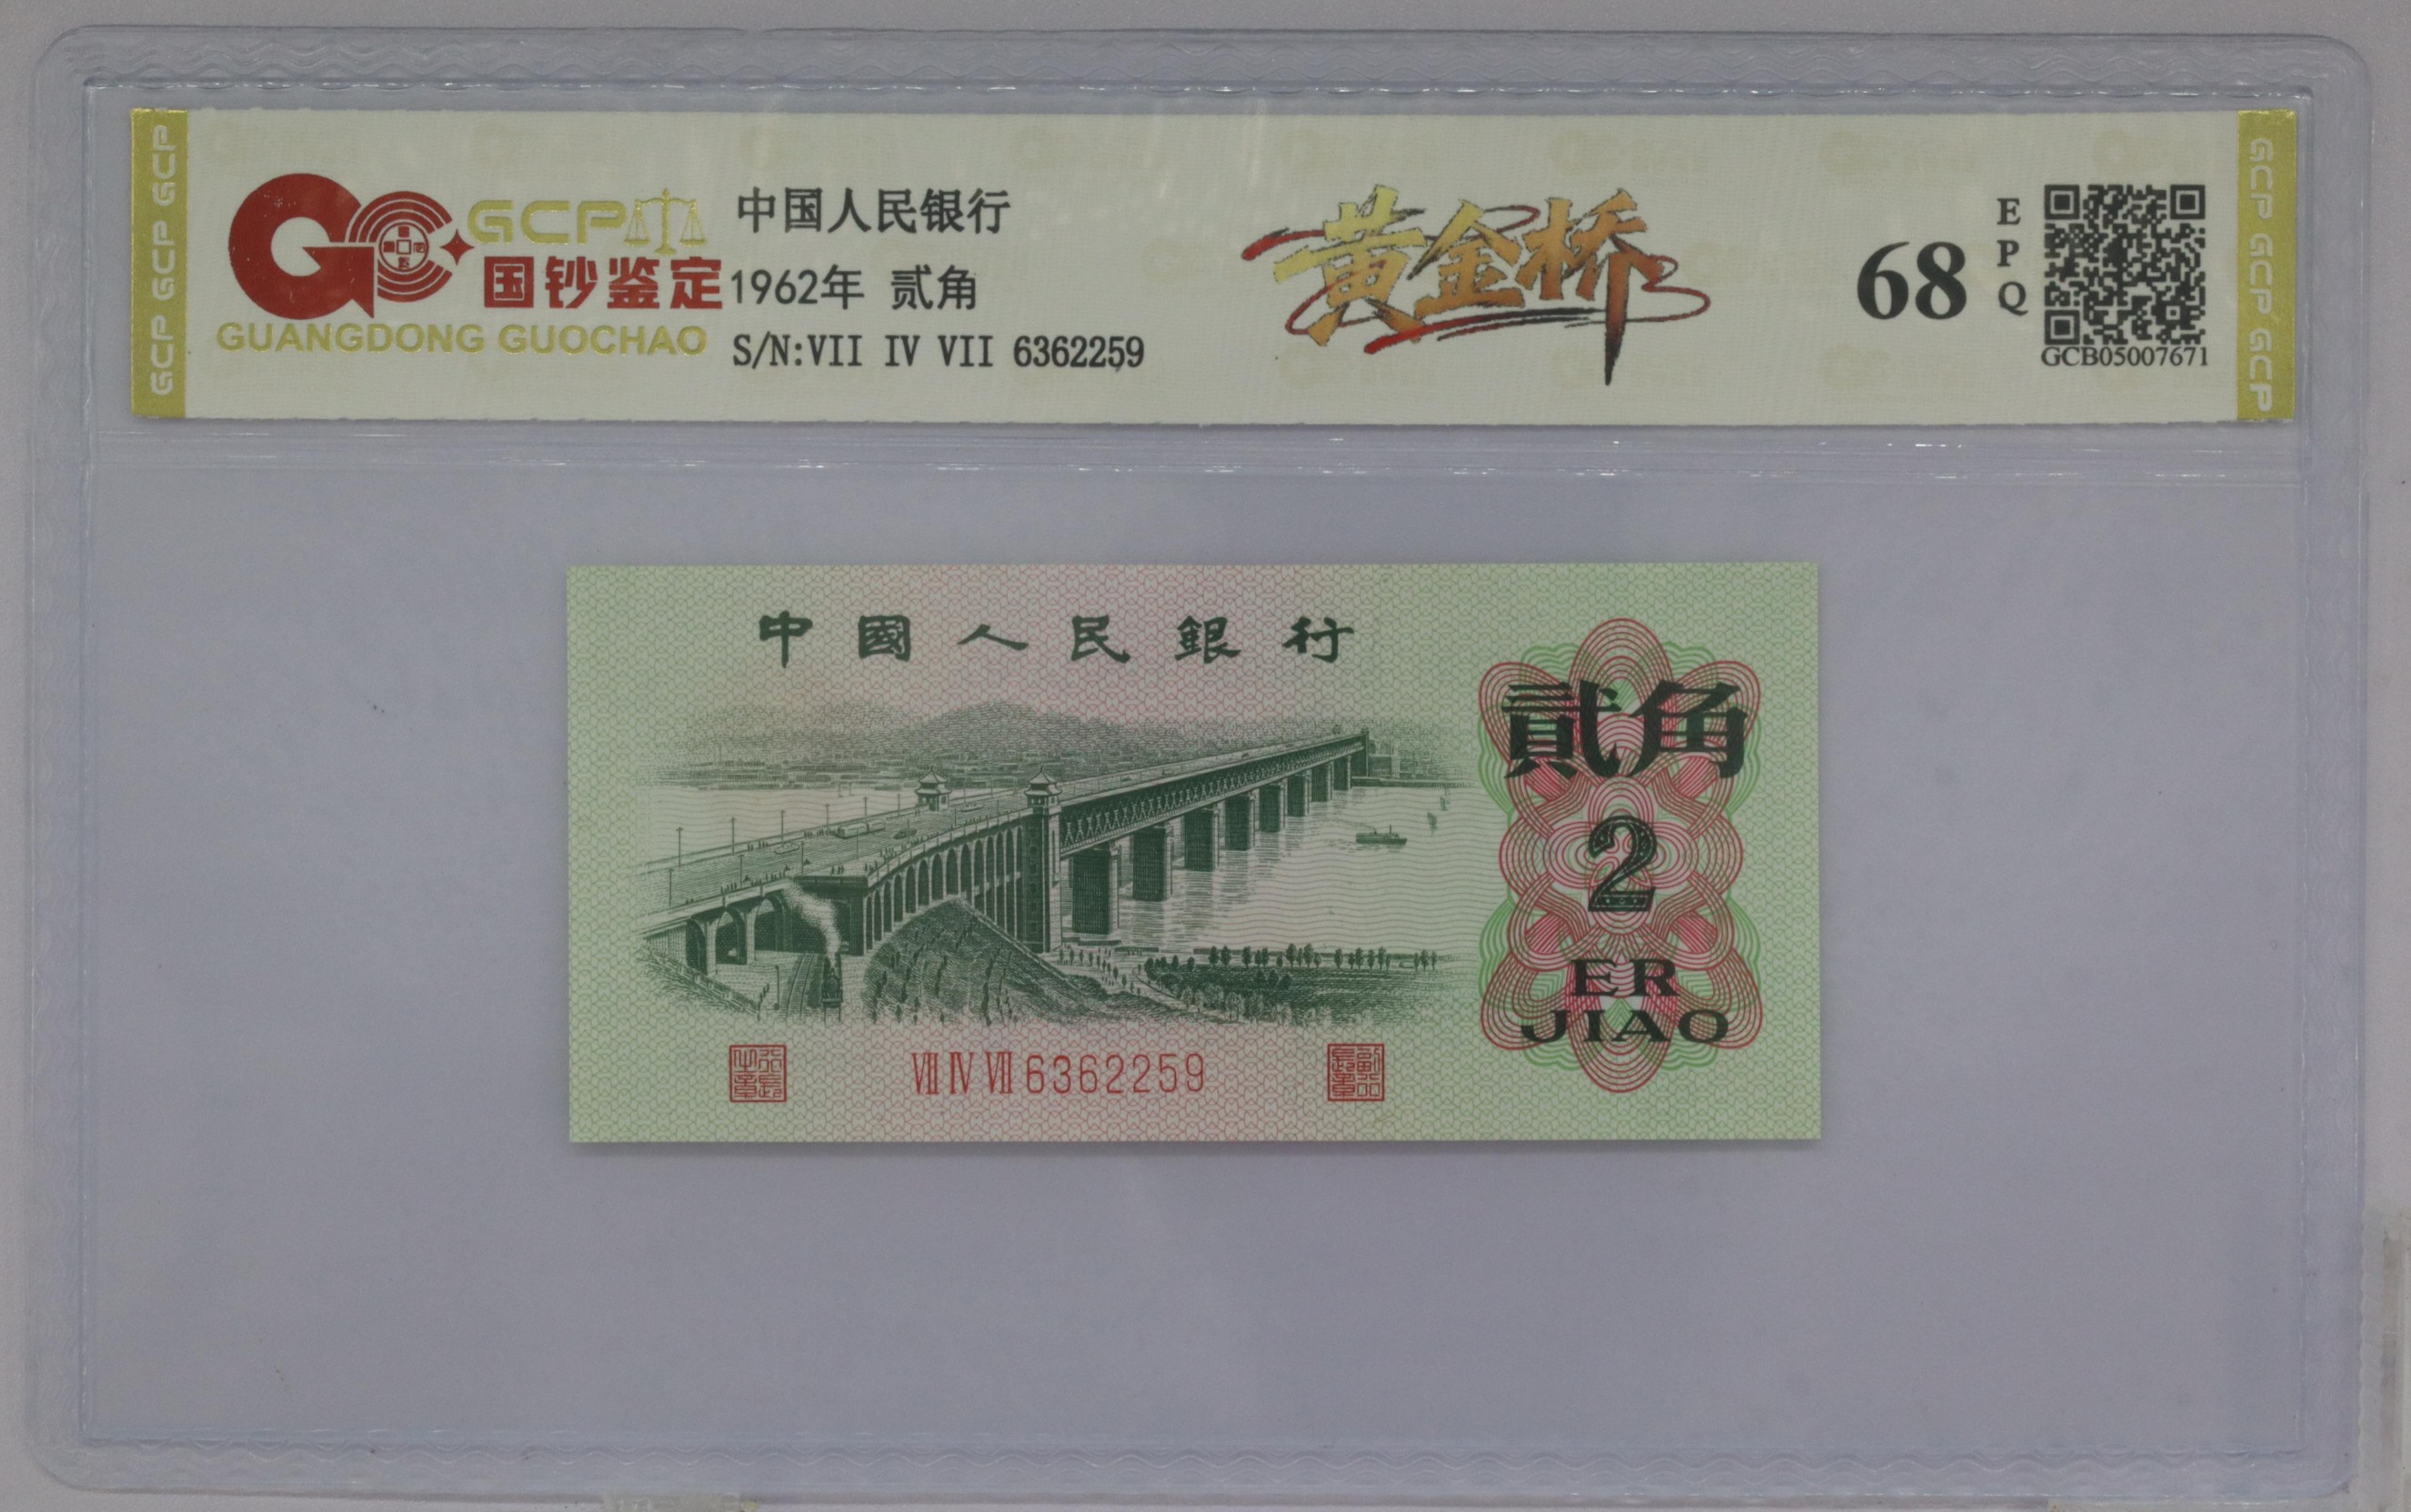 GCP GCP GCP
GCP
国钞鉴定
GUANGDONG GUOCHAO
中国人民银行
1962年 贰角
S/N:VII IV VII 6362259
黄金桥
68
EPQ
GCB05007671
GCP GCP GCP
中國人民銀行
貳角
2
ER
JIAO
VII IV VII 6362259